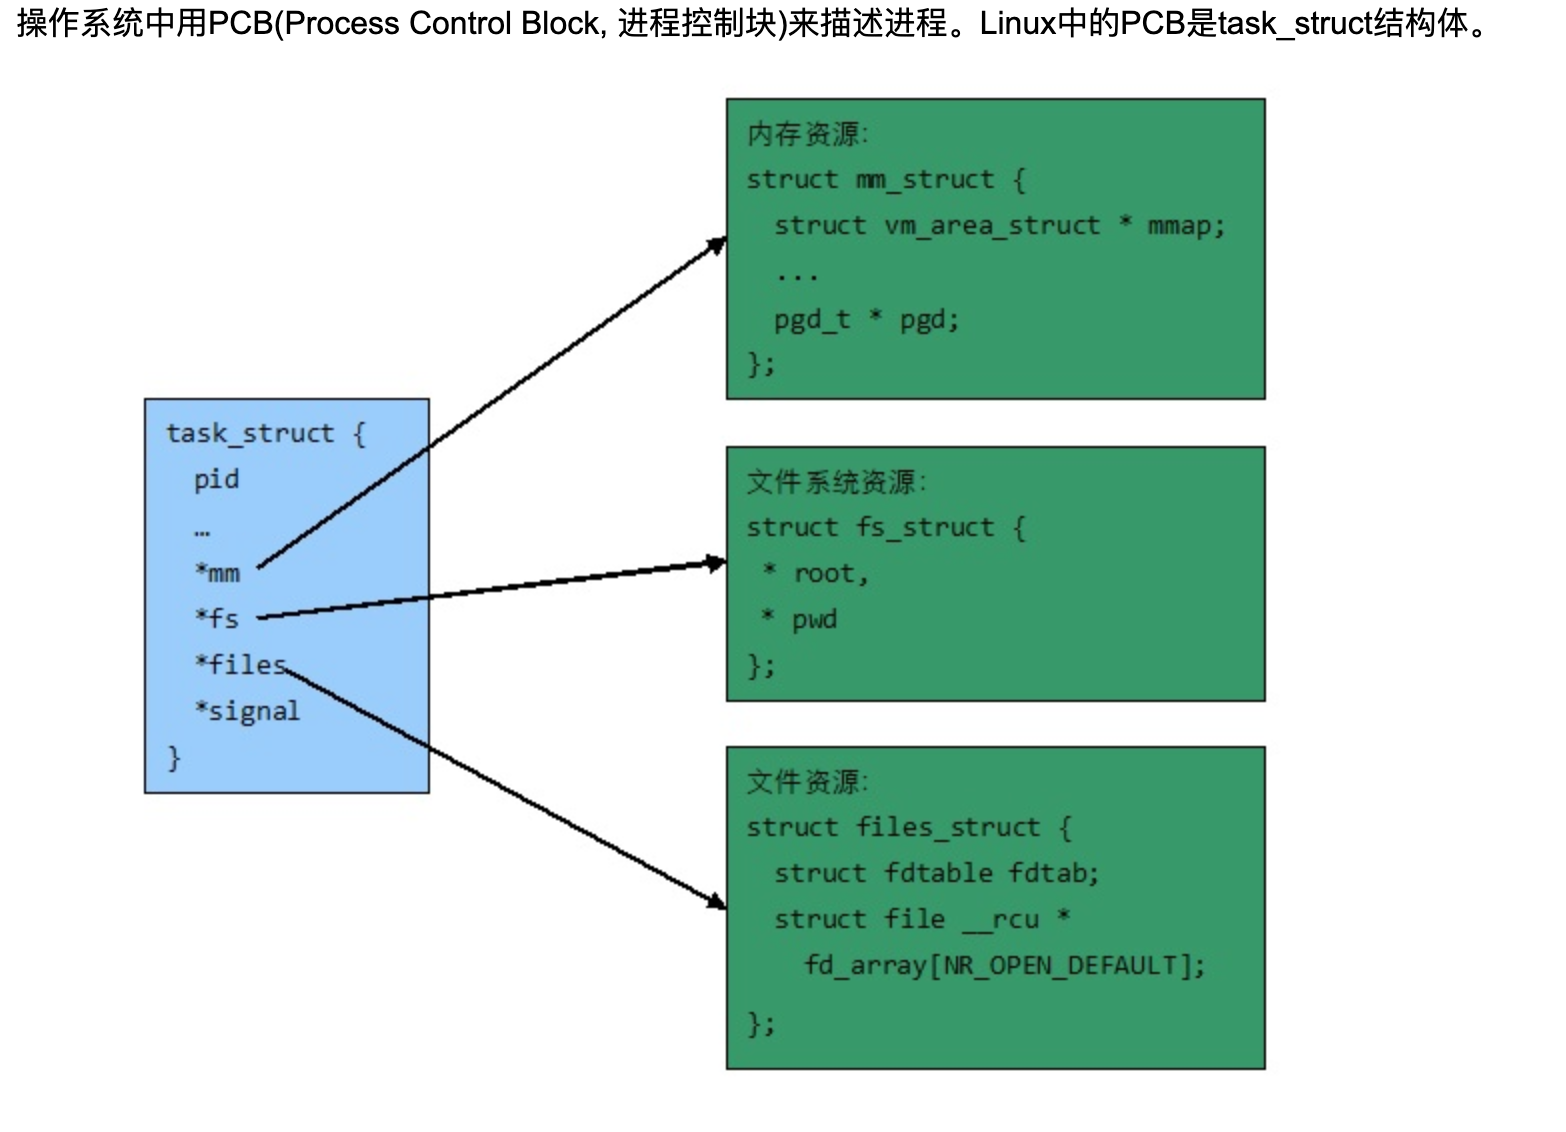 操作系统中用PCB(Process Control Block, 进程控制块)来描述进程。Linux中的PCB是task_struct结构体。
task_struct {
pid
…
*mm
*fs
*files
*signal
}
内存资源:
struct mm_struct {
struct vm_area_struct * mmap;
...
pgd_t * pgd;
};
文件系统资源:
struct fs_struct {
* root,
* pwd
};
文件资源:
struct files_struct {
struct fdtable fdtab;
struct file __rcu *
fd_array[NR_OPEN_DEFAULT];
};